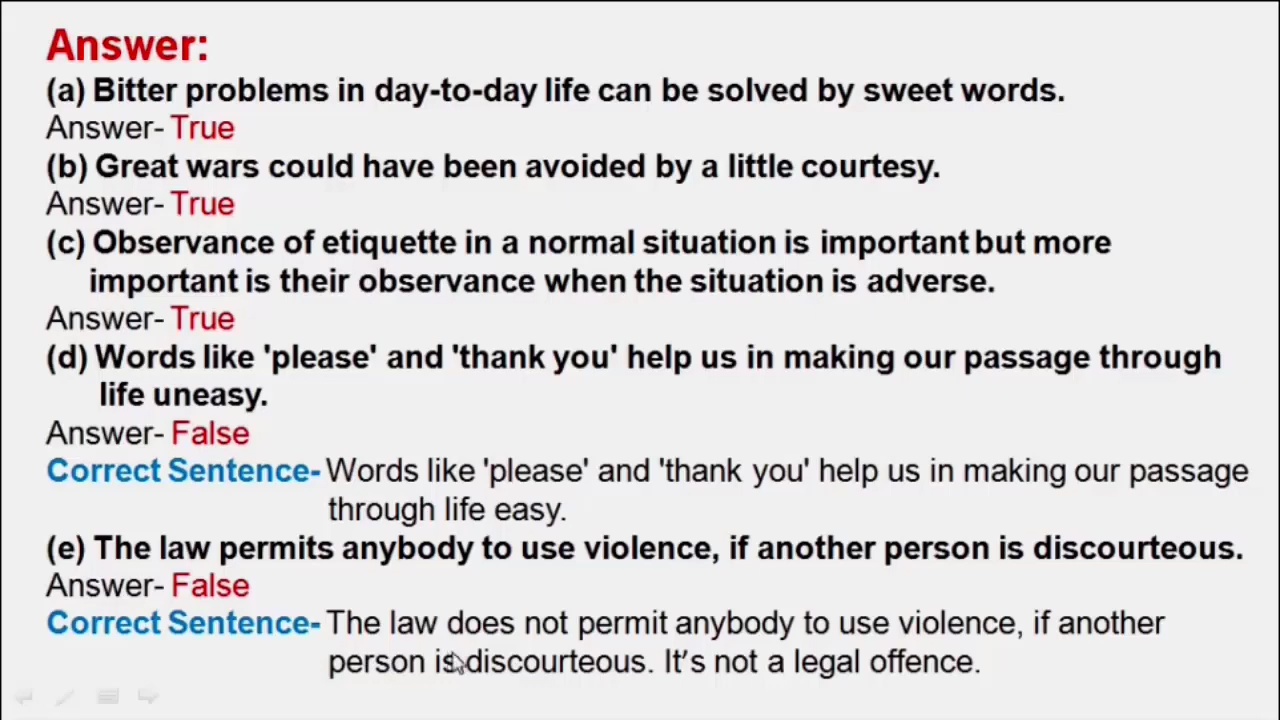 Answer:
(a) Bitter problems in day-to-day life can be solved by sweet words.
Answer- True
(b) Great wars could have been avoided by a little courtesy.
Answer- True
(c) Observance of etiquette in a normal situation is important but more
important is their observance when the situation is adverse.
Answer- True
(d) Words like 'please' and 'thank you' help us in making our passage through
life uneasy.
Answer- False
Correct Sentence- Words like 'please' and 'thank you' help us in making our passage
through life easy.
(e) The law permits anybody to use violence, if another person is discourteous.
Answer- False
Correct Sentence- The law does not permit anybody to use violence, if another
person is discourteous. It’s not a legal offence.